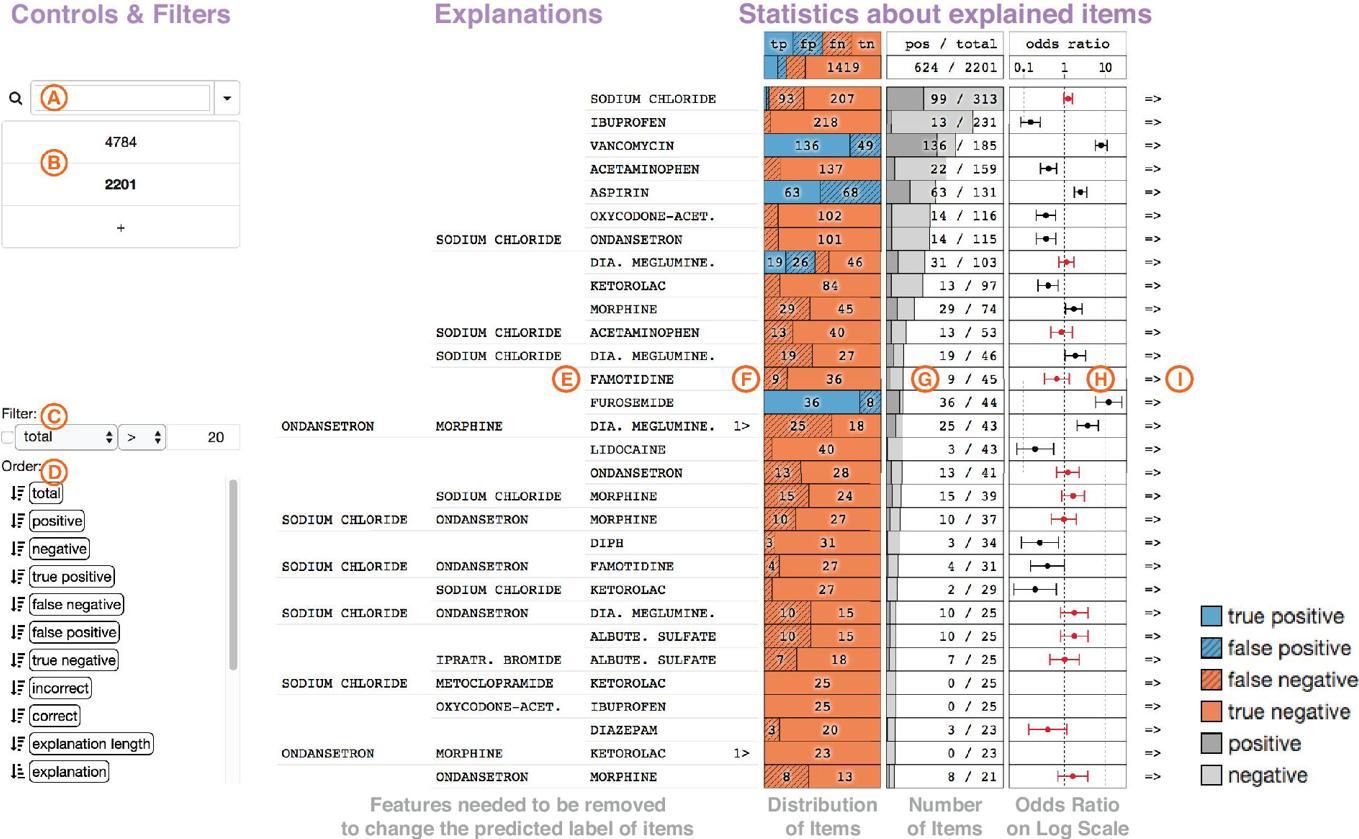 Controls & Filters
Explanations
Statistics about explained items
tp fp fn tn
pos / total
odds ratio
1419
624 / 2201
0.1 1 10
A
B
4784
2201
+
SODIUM CHLORIDE 93 207 99 / 313 =>
IBUPROFEN 218 13 / 231 =>
VANCOMYCIN 136 49 136 / 185 =>
ACETAMINOPHEN 137 22 / 159 =>
ASPIRIN 63 68 63 / 131 =>
OXYCODONE-ACET. 102 14 / 116 =>
SODIUM CHLORIDE ONDANSETRON 101 14 / 115 =>
DIA. MEGLUMINE. 19 26 46 31 / 103 =>
KETOROLAC 84 13 / 97 =>
MORPHINE 29 45 29 / 74 =>
SODIUM CHLORIDE ACETAMINOPHEN 13 40 13 / 53 =>
SODIUM CHLORIDE DIA. MEGLUMINE. 19 27 19 / 46 =>
E FAMOTIDINE F 9 36 G 9 / 45 H => I
FUROSEMIDE 36 8 36 / 44 =>
ONDANSETRON MORPHINE DIA. MEGLUMINE. 1> 25 18 25 / 43 =>
LIDOCAINE 40 3 / 43 =>
ONDANSETRON 13 28 13 / 41 =>
SODIUM CHLORIDE MORPHINE 15 24 15 / 39 =>
SODIUM CHLORIDE ONDANSETRON MORPHINE 10 27 10 / 37 =>
DIPH 3 31 3 / 34 =>
SODIUM CHLORIDE ONDANSETRON FAMOTIDINE 4 27 4 / 31 =>
SODIUM CHLORIDE KETOROLAC 27 2 / 29 =>
SODIUM CHLORIDE ONDANSETRON DIA. MEGLUMINE. 10 15 10 / 25 =>
ALBUTE. SULFATE 10 15 10 / 25 =>
IPRATR. BROMIDE ALBUTE. SULFATE 7 18 7 / 25 =>
SODIUM CHLORIDE METOCLOPRAMIDE KETOROLAC 25 0 / 25 =>
OXYCODONE-ACET. IBUPROFEN 25 0 / 25 =>
DIAZEPAM 3 20 3 / 23 =>
ONDANSETRON MORPHINE KETOROLAC 1> 23 0 / 23 =>
ONDANSETRON MORPHINE 8 13 8 / 21 =>
Filter: C
total > 20
Order: D
total
positive
negative
true positive
false negative
false positive
true negative
incorrect
correct
explanation length
explanation
true positive
false positive
false negative
true negative
positive
negative
Features needed to be removed
to change the predicted label of items
Distribution
of Items
Number
of Items
Odds Ratio
on Log Scale